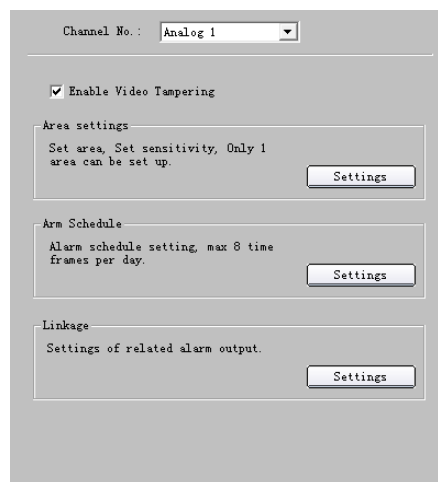 Channel No.: Analog 1
Enable Video Tampering
Area settings
Set area, Set sensitivity, Only 1
area can be set up.
Settings
Arm Schedule
Alarm schedule setting, max 8 time
frames per day.
Settings
Linkage
Settings of related alarm output.
Settings